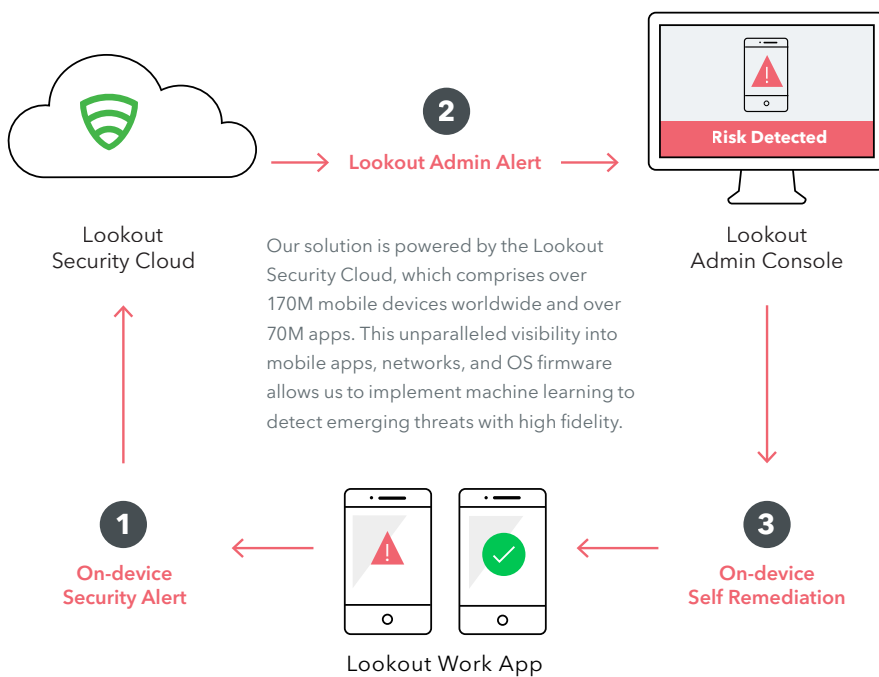 2
Lookout Admin Alert
Risk Detected
Lookout
Security Cloud
Lookout
Admin Console
Our solution is powered by the Lookout
Security Cloud, which comprises over
170M mobile devices worldwide and over
70M apps. This unparalleled visibility into
mobile apps, networks, and OS firmware
allows us to implement machine learning to
detect emerging threats with high fidelity.
1
On-device
Security Alert
3
On-device
Self Remediation
Lookout Work App